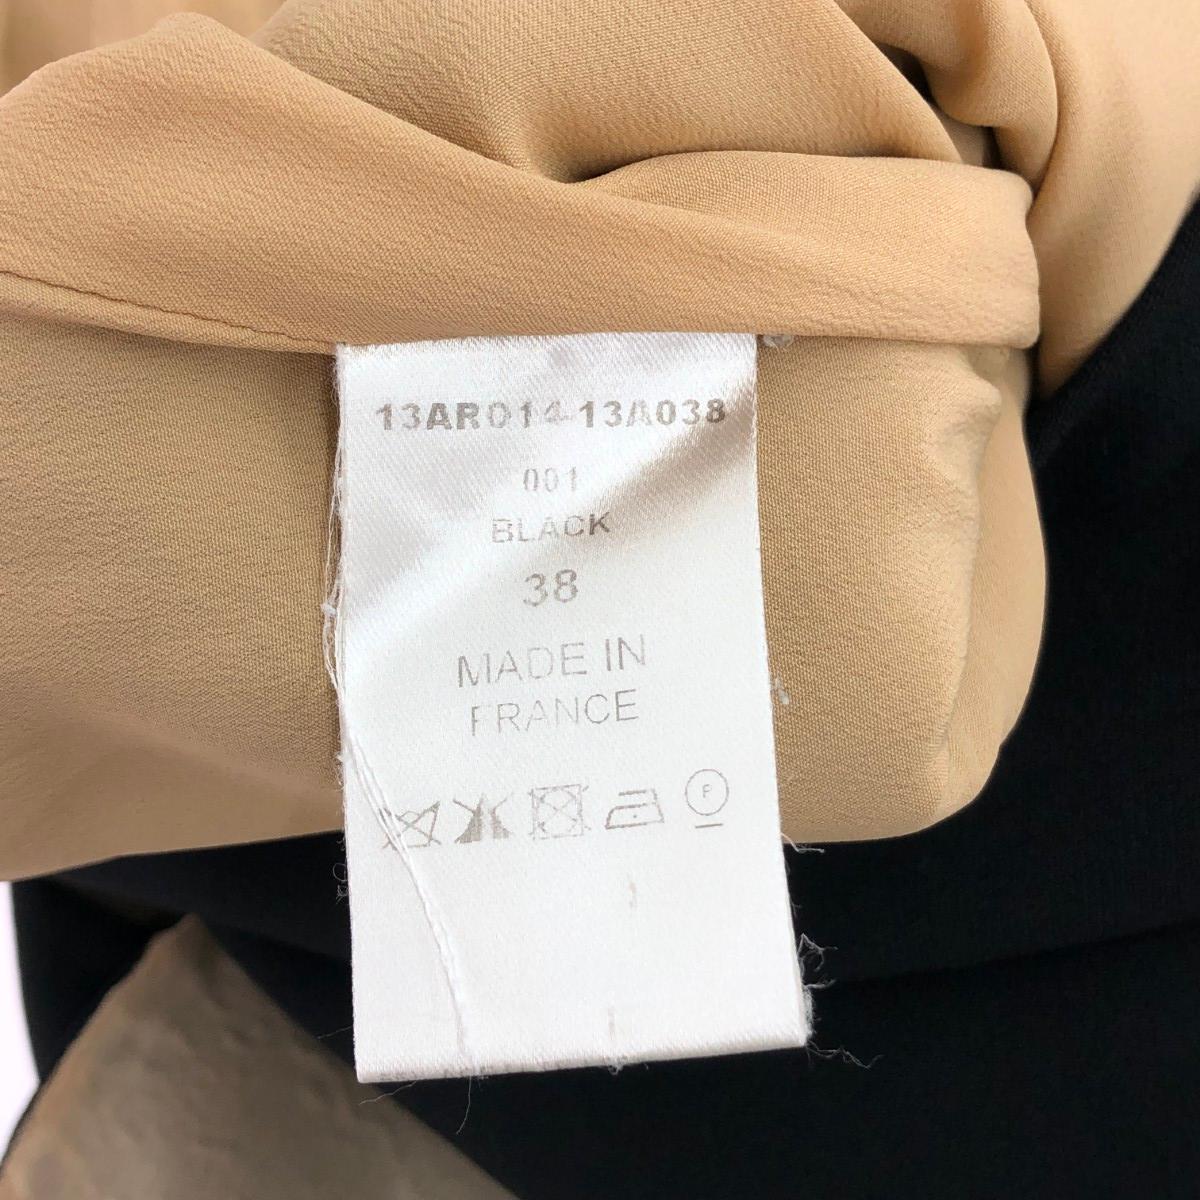 13AR014-13A038
001
BLACK
38
MADE IN
FRANCE
F